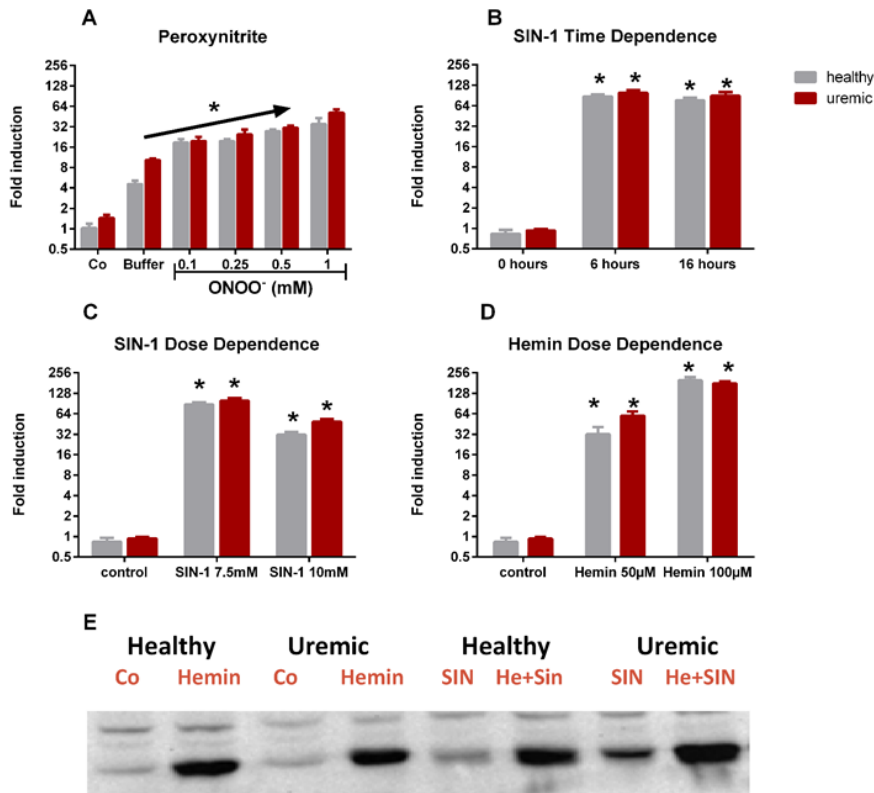 A
Peroxynitrite
Fold induction
256
128
64
32
16
8
4
2
1
0.5
*
Co Buffer 0.1 0.25 0.5 1
ONOO⁻ (mM)
B
SIN-1 Time Dependence
Fold induction
256
128
64
32
16
8
4
2
1
0.5
* * * *
0 hours 6 hours 16 hours
healthy
uremic
C
SIN-1 Dose Dependence
Fold induction
256
128
64
32
16
8
4
2
1
0.5
* * * *
control SIN-1 7.5mM SIN-1 10mM
D
Hemin Dose Dependence
Fold induction
256
128
64
32
16
8
4
2
1
0.5
* * * *
control Hemin 50µM Hemin 100µM
E
Healthy Uremic Healthy Uremic
Co Hemin Co Hemin SIN He+Sin SIN He+SIN